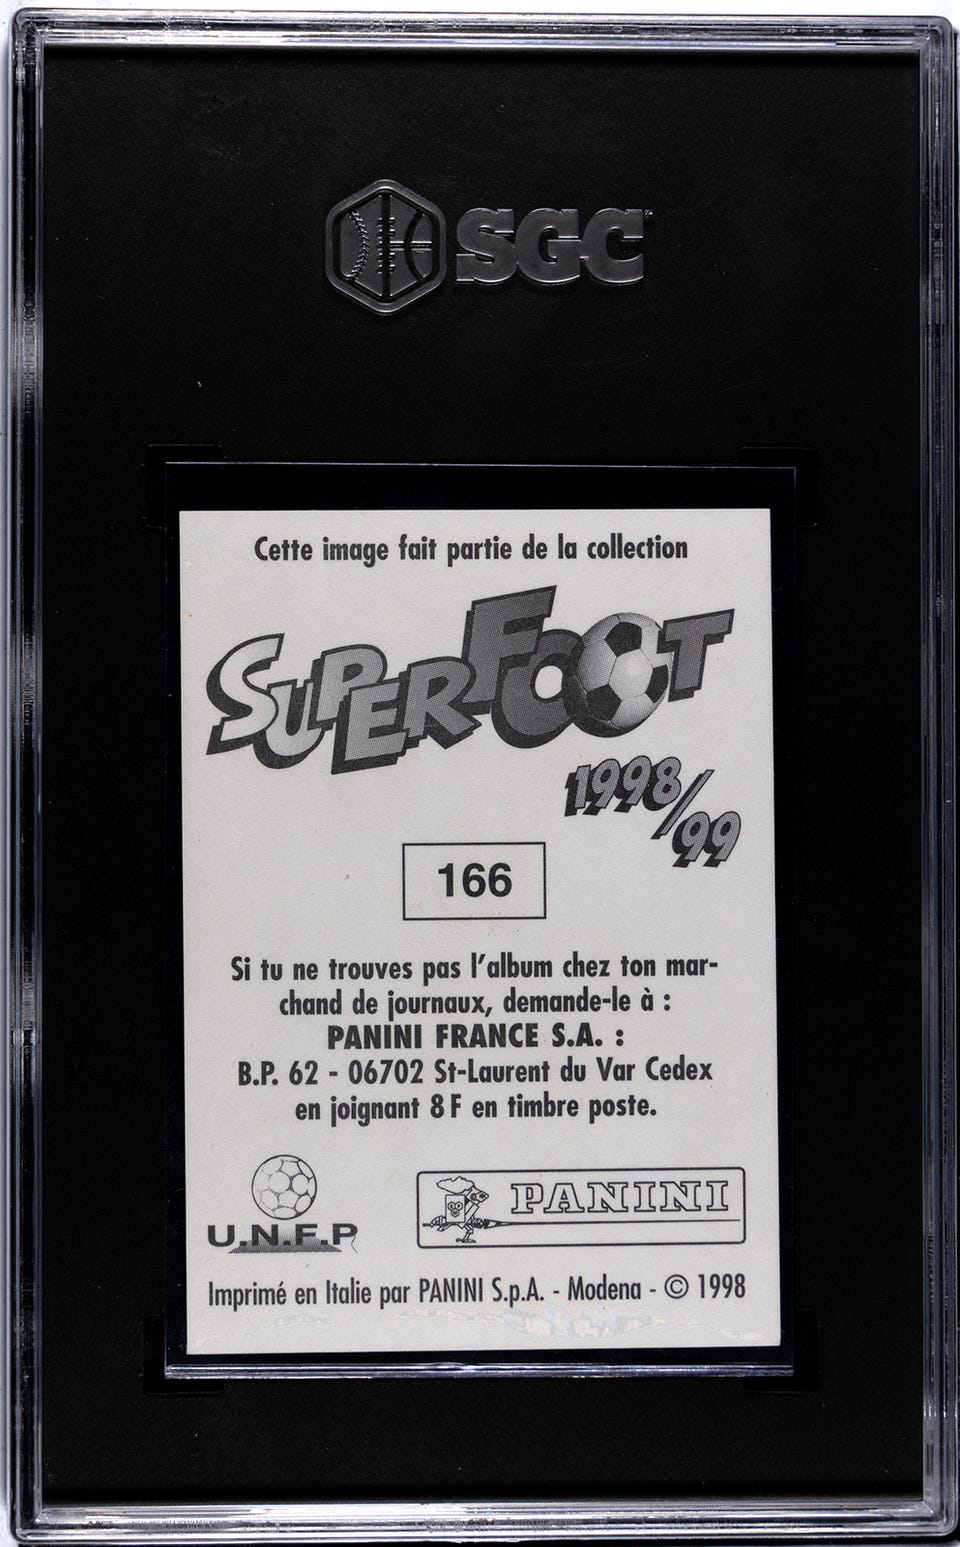 SGC
Cette image fait partie de la collection
SUPERFOOT
1998/99
166
Si tu ne trouves pas l'album chez ton mar-
chand de journaux, demande-le à :
PANINI FRANCE S.A. :
B.P. 62 - 06702 St-Laurent du Var Cedex
en joignant 8 F en timbre poste.
U.N.F.P
PANINI
Imprimé en Italie par PANINI S.p.A. - Modena - © 1998